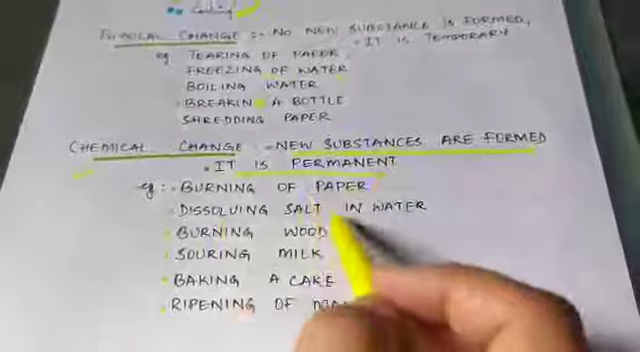 Cooling
PHYSICAL CHANGE :- NO NEW SUBSTANCE IS FORMED,
• IT IS TEMPORARY
eg TEARING OF PAPER
FREEZING OF WATER
BOILING WATER
BREAKIN A BOTTLE
SHREDDING PAPER
CHEMICAL CHANGE - NEW SUBSTANCES ARE FORMED
• IT IS PERMANENT
eg : • BURNING OF PAPER
• DISSOLVING SALT IN WATER
• BURNING WOOD
• SOURING MILK
• BAKING A CAKE
• RIPENING OF